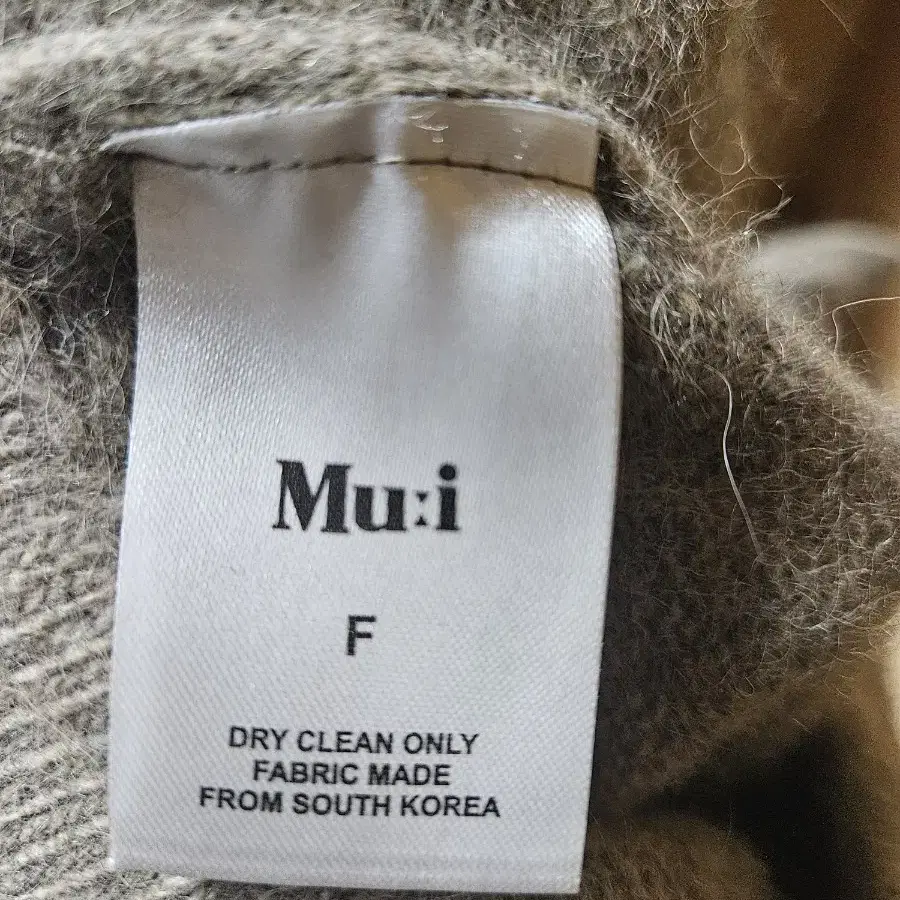 Mu:i
F
DRY CLEAN ONLY
FABRIC MADE
FROM SOUTH KOREA